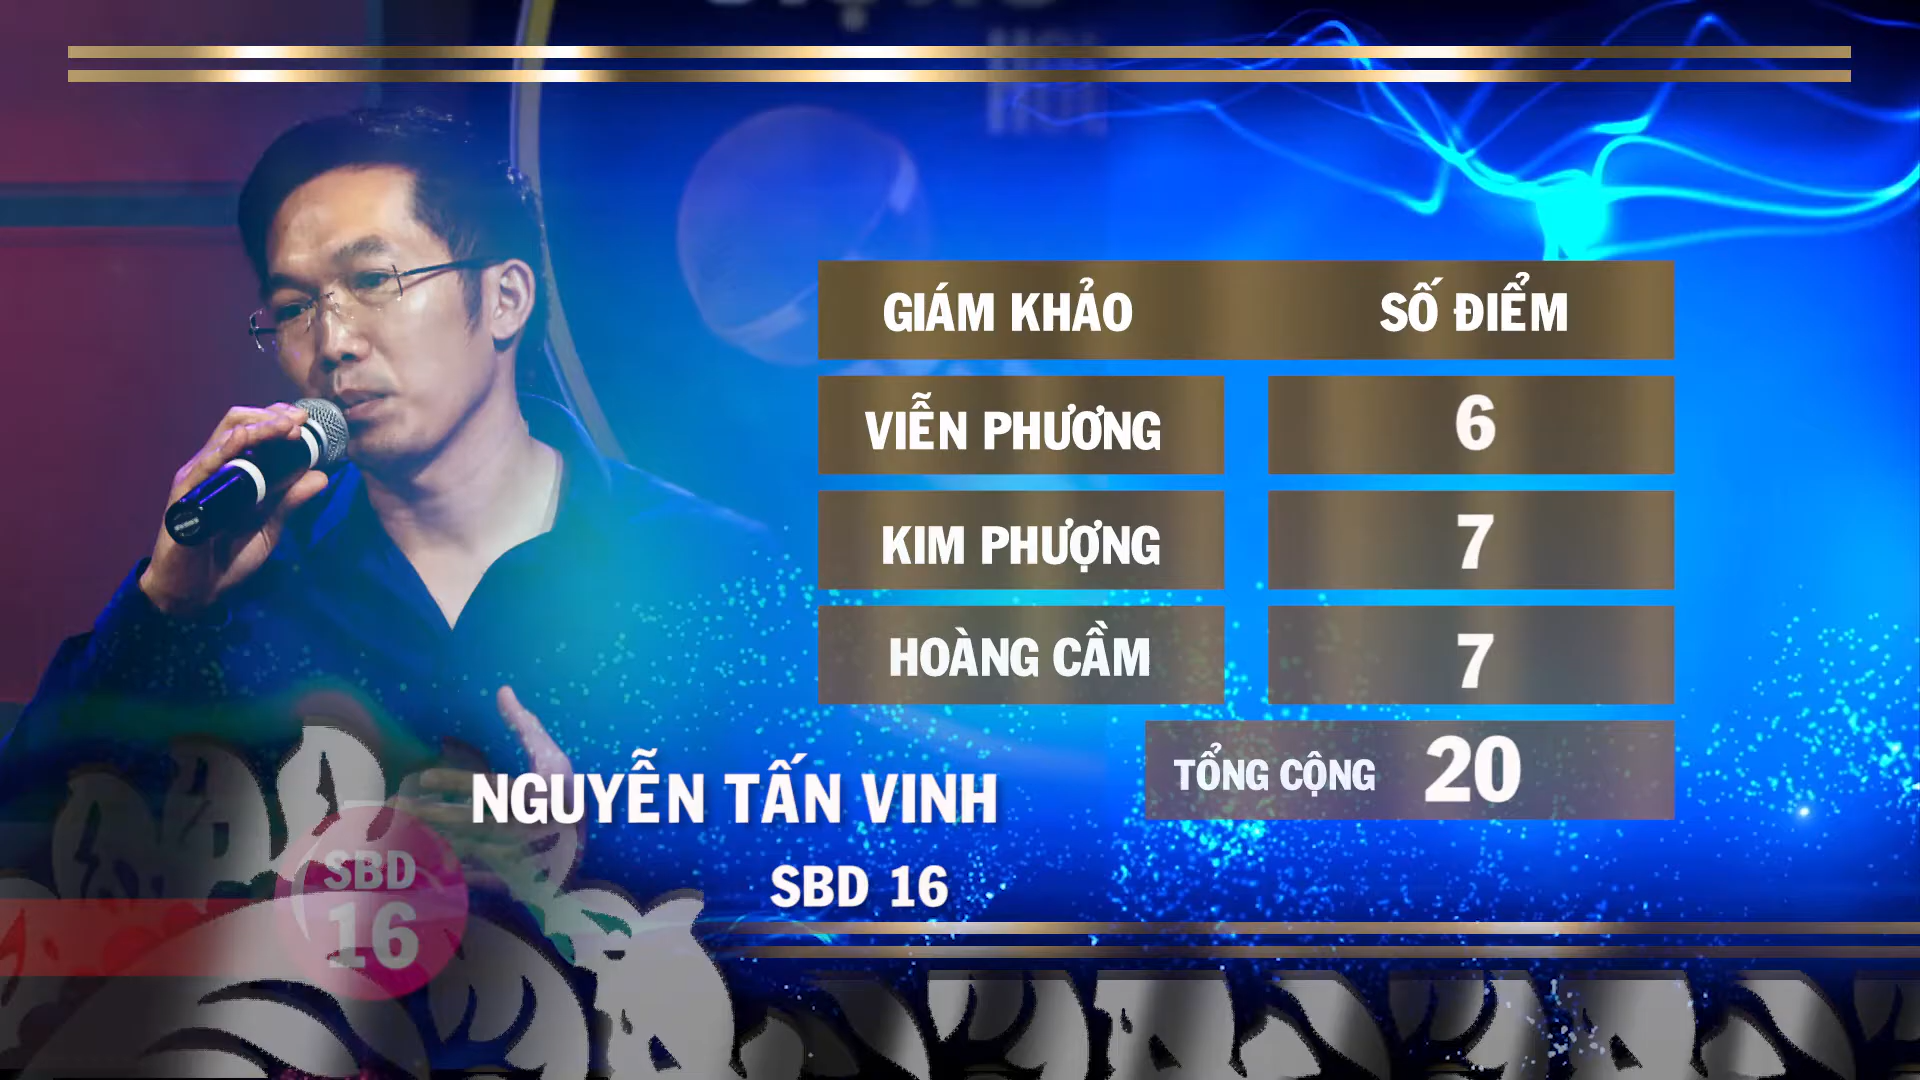 GIÁM KHẢO SỐ ĐIỂM
VIỄN PHƯƠNG 6
KIM PHƯỢNG 7
HOÀNG CẦM 7
TỔNG CỘNG 20
NGUYỄN TẤN VINH
SBD 16
SBD
16